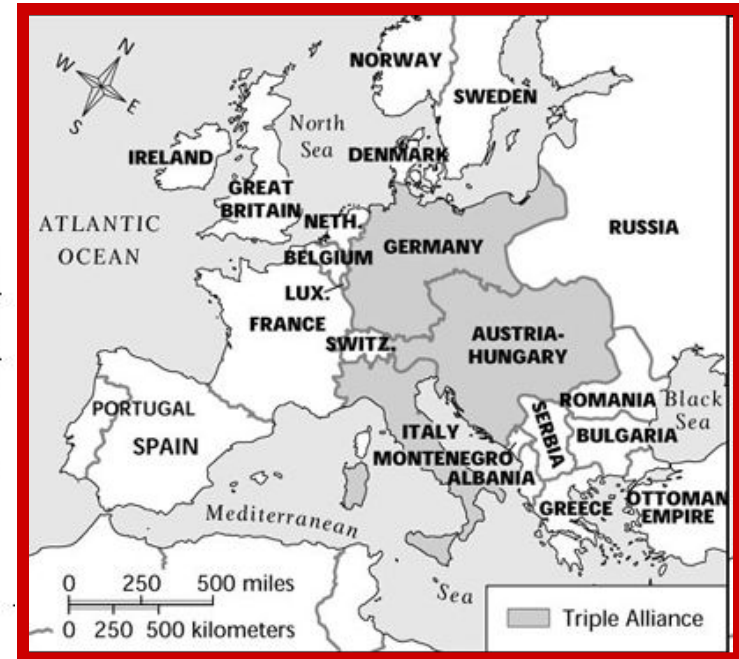 N
W
E
S
NORWAY
SWEDEN
North
Sea
IRELAND
DENMARK
GREAT
BRITAIN
NETH.
ATLANTIC
OCEAN
RUSSIA
GERMANY
BELGIUM
LUX.
FRANCE
SWITZ.
AUSTRIA-
HUNGARY
PORTUGAL
SPAIN
ROMANIA
Black
Sea
SERBIA
BULGARIA
ITALY
MONTENEGRO
ALBANIA
GREECE
OTTOMAN
EMPIRE
Mediterranean
Sea
0 250 500 miles
0 250 500 kilometers
Triple Alliance